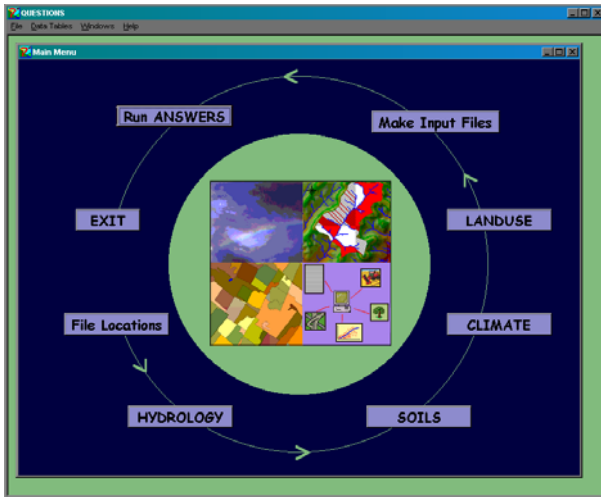 QUESTIONS
File Data Tables Windows Help
Main Menu
Run ANSWERS
Make Input Files
EXIT
LANDUSE
File Locations
CLIMATE
HYDROLOGY
SOILS